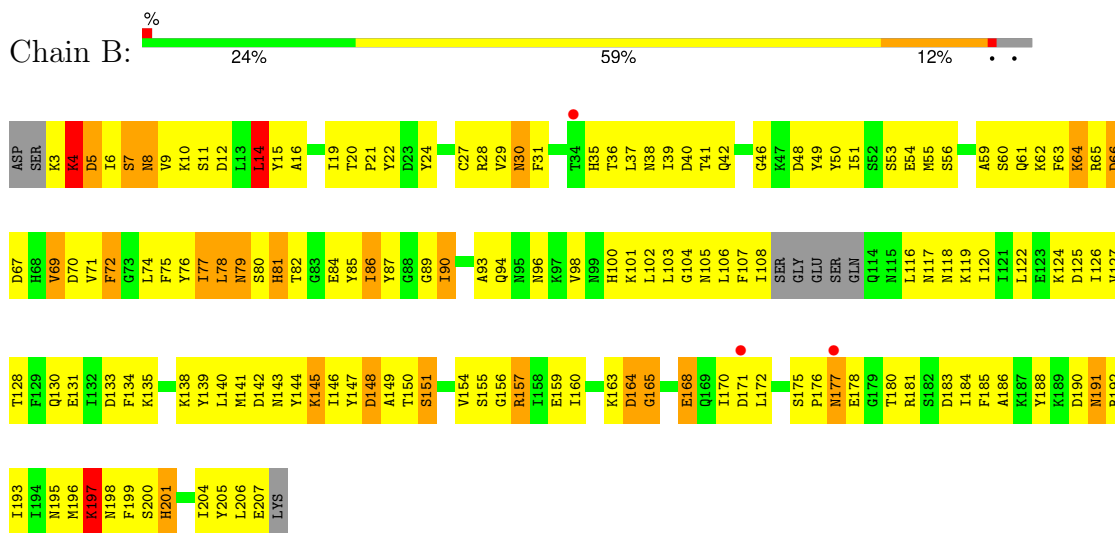 %
Chain B:
24% 59% 12% • •
ASP SER K3 K4 D5 I6 S7 N8 V9 K10 S11 D12 L13 L14 Y15 A16 I19 T20 P21 Y22 D23 Y24 C27 R28 V29 N30 F31 T34 H35 T36 L37 N38 I39 D40 T41 Q42 G46 K47 D48 Y49 Y50 I51 S52 S53 E54 M55 S56 A59 S60 Q61 K62 F63 K64 R65 D66
D67 H68 V69 D70 V71 F72 G73 L74 F75 Y76 I77 L78 N79 S80 H81 T82 G83 E84 Y85 I86 Y87 G88 G89 I90 A93 Q94 N95 N96 K97 V98 N99 H100 K101 L102 L103 G104 N105 L106 F107 I108 SER GLY GLU SER GLN Q114 N115 L116 N117 N118 K119 I120 I121 L122 E123 K124 D125 I126 V127
T128 F129 Q130 E131 I132 D133 F134 K135 K138 Y139 L140 M141 D142 N143 Y144 K145 I146 Y147 D148 A149 T150 S151 V154 S155 G156 R157 I158 E159 I160 K163 D164 G165 E168 Q169 I170 D171 L172 S175 P176 N177 E178 G179 T180 R181 S182 D183 I184 F185 A186 K187 Y188 K189 D190 N191 R192
I193 I194 N195 M196 K197 N198 F199 S200 H201 I204 Y205 L206 E207 LYS